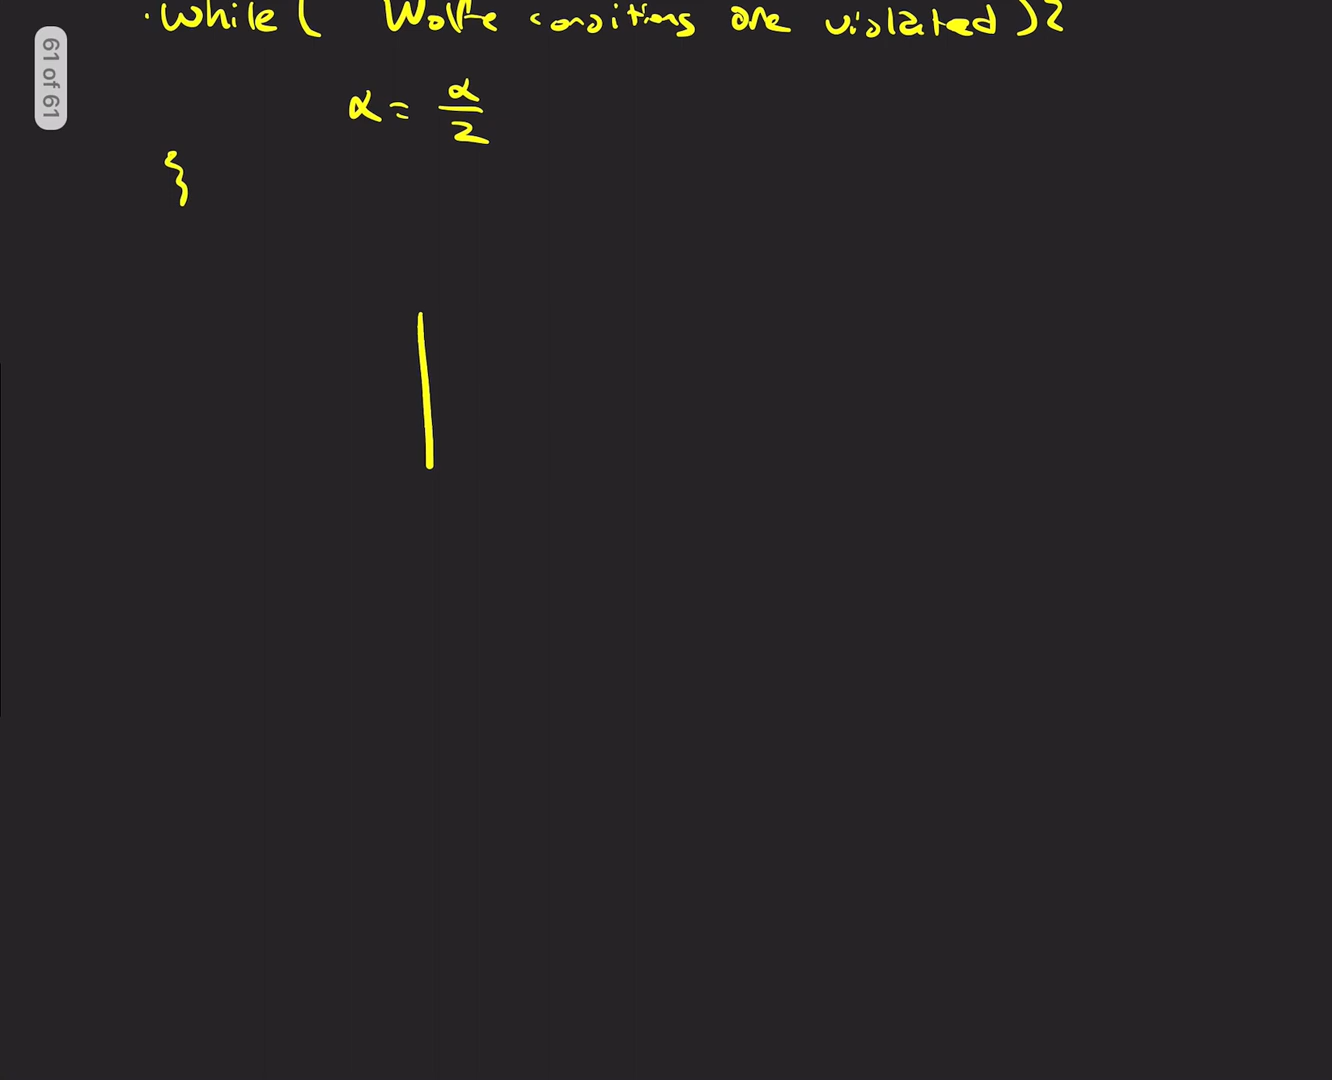 · while ( Wolfe conditions are violated ) {
61 of 61
α = α/2
}